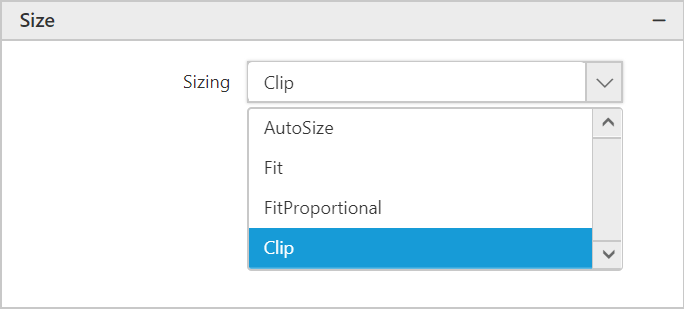 Size
Sizing Clip
AutoSize
Fit
FitProportional
Clip